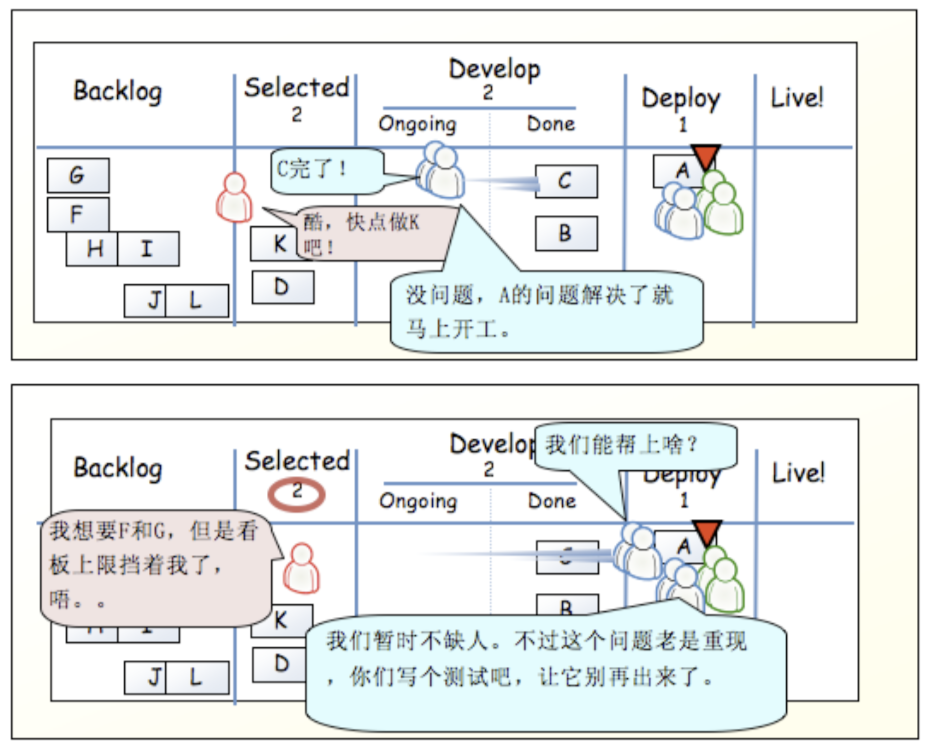 Backlog
Selected
2
Develop
2
Ongoing
Done
Deploy
1
Live!
G
F
H I
J L
C完了!
酷,快点做K
吧!
K
D
C
B
A
没问题,A的问题解决了就
马上开工。
Backlog
Selected
2
Develop
2
Ongoing
Done
我们能帮上啥?
Deploy
1
Live!
我想要F和G,但是看
板上限挡着我了,
唔。。
H I
J L
K
D
C
B
A
我们暂时不缺人。不过这个问题老是重现
,你们写个测试吧,让它别再出来了。